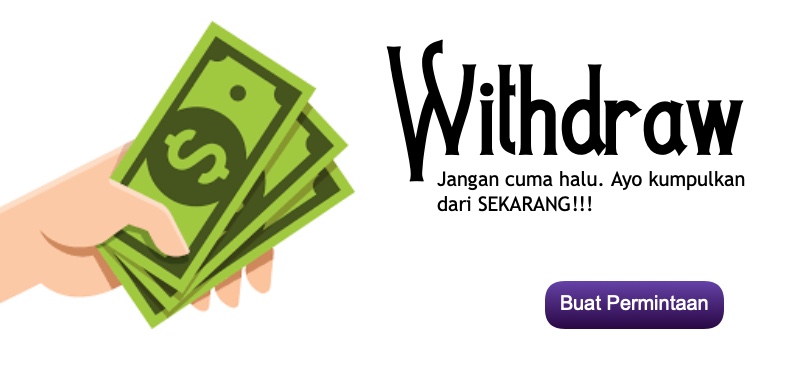 Withdraw
Jangan cuma halu. Ayo kumpulkan
dari SEKARANG!!!
Buat Permintaan